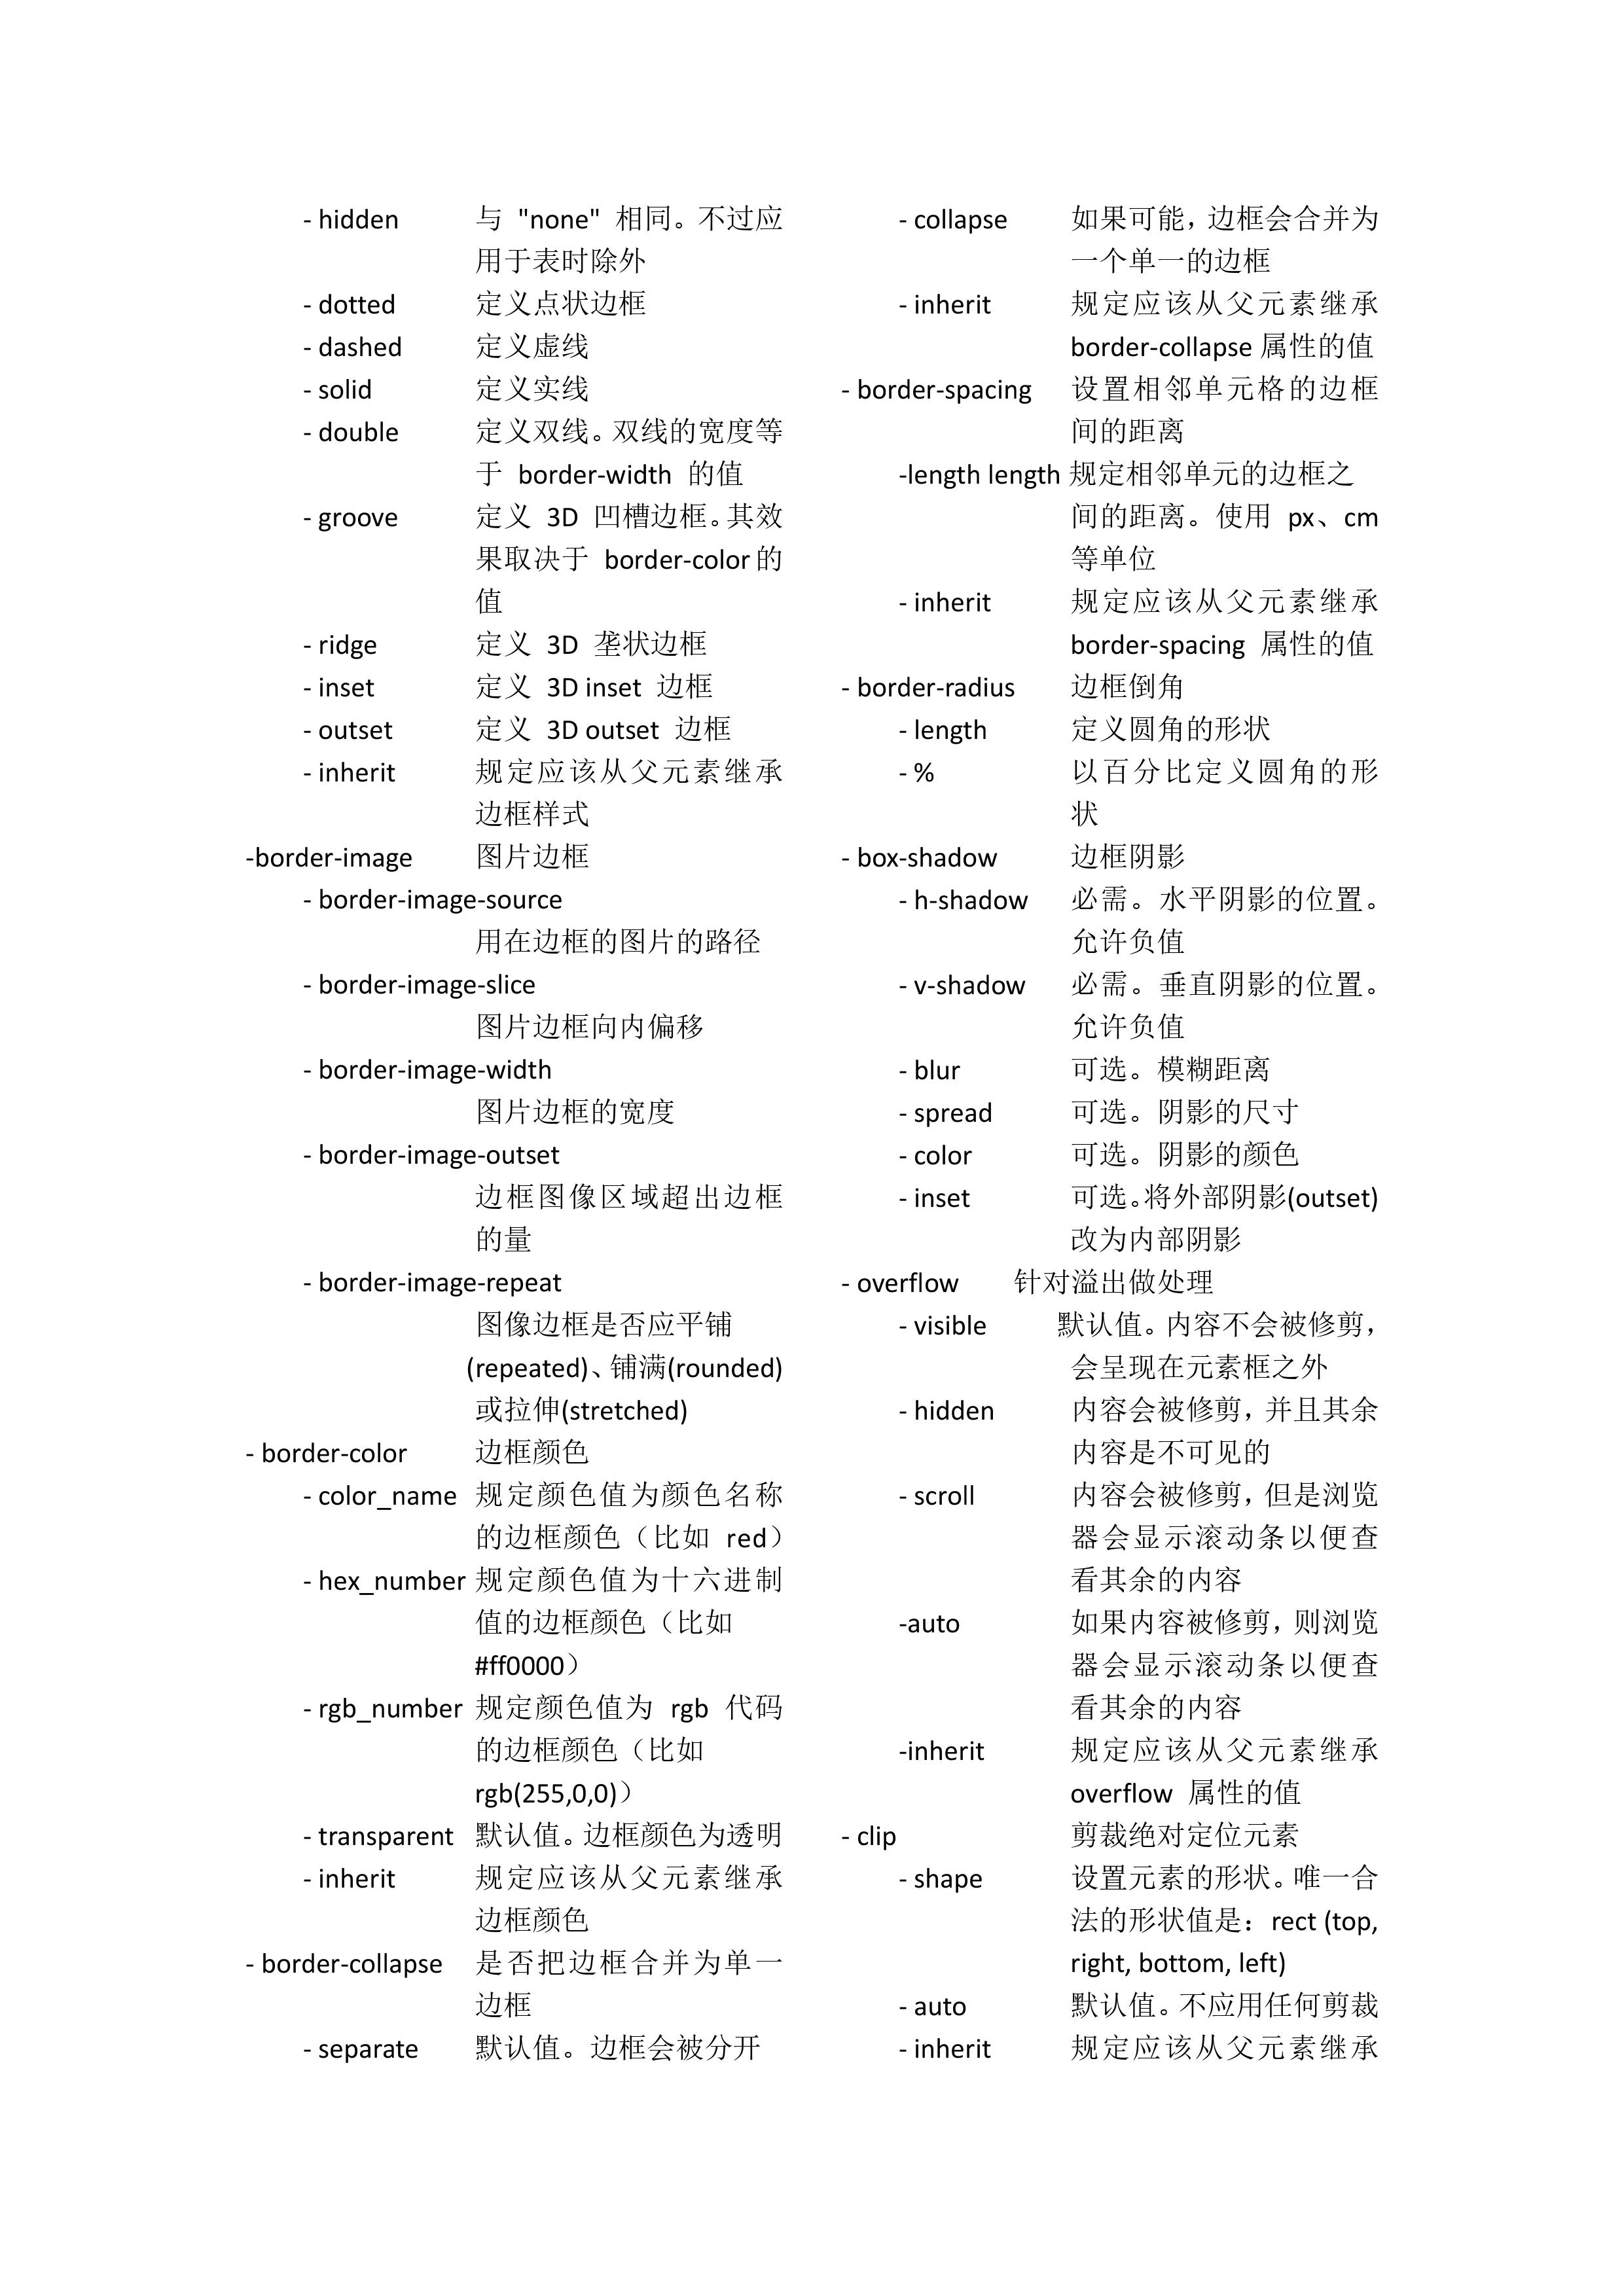 - hidden 与 "none" 相同。不过应
用于表时除外
- dotted 定义点状边框
- dashed 定义虚线
- solid 定义实线
- double 定义双线。双线的宽度等
于 border-width 的值
- groove 定义 3D 凹槽边框。其效
果取决于 border-color 的
值
- ridge 定义 3D 垄状边框
- inset 定义 3D inset 边框
- outset 定义 3D outset 边框
- inherit 规定应该从父元素继承
边框样式
-border-image 图片边框
- border-image-source
用在边框的图片的路径
- border-image-slice
图片边框向内偏移
- border-image-width
图片边框的宽度
- border-image-outset
边框图像区域超出边框
的量
- border-image-repeat
图像边框是否应平铺
(repeated)、铺满(rounded)
或拉伸(stretched)
- border-color 边框颜色
- color_name 规定颜色值为颜色名称
的边框颜色（比如 red）
- hex_number 规定颜色值为十六进制
值的边框颜色（比如
#ff0000）
- rgb_number 规定颜色值为 rgb 代码
的边框颜色（比如
rgb(255,0,0)）
- transparent 默认值。边框颜色为透明
- inherit 规定应该从父元素继承
边框颜色
- border-collapse 是否把边框合并为单一
边框
- separate 默认值。边框会被分开
- collapse 如果可能，边框会合并为
一个单一的边框
- inherit 规定应该从父元素继承
border-collapse 属性的值
- border-spacing 设置相邻单元格的边框
间的距离
-length length 规定相邻单元的边框之
间的距离。使用 px、cm
等单位
- inherit 规定应该从父元素继承
border-spacing 属性的值
- border-radius 边框倒角
- length 定义圆角的形状
- % 以百分比定义圆角的形
状
- box-shadow 边框阴影
- h-shadow 必需。水平阴影的位置。
允许负值
- v-shadow 必需。垂直阴影的位置。
允许负值
- blur 可选。模糊距离
- spread 可选。阴影的尺寸
- color 可选。阴影的颜色
- inset 可选。将外部阴影(outset)
改为内部阴影
- overflow 针对溢出做处理
- visible 默认值。内容不会被修剪，
会呈现在元素框之外
- hidden 内容会被修剪，并且其余
内容是不可见的
- scroll 内容会被修剪，但是浏览
器会显示滚动条以便查
看其余的内容
-auto 如果内容被修剪，则浏览
器会显示滚动条以便查
看其余的内容
-inherit 规定应该从父元素继承
overflow 属性的值
- clip 剪裁绝对定位元素
- shape 设置元素的形状。唯一合
法的形状值是：rect (top,
right, bottom, left)
- auto 默认值。不应用任何剪裁
- inherit 规定应该从父元素继承